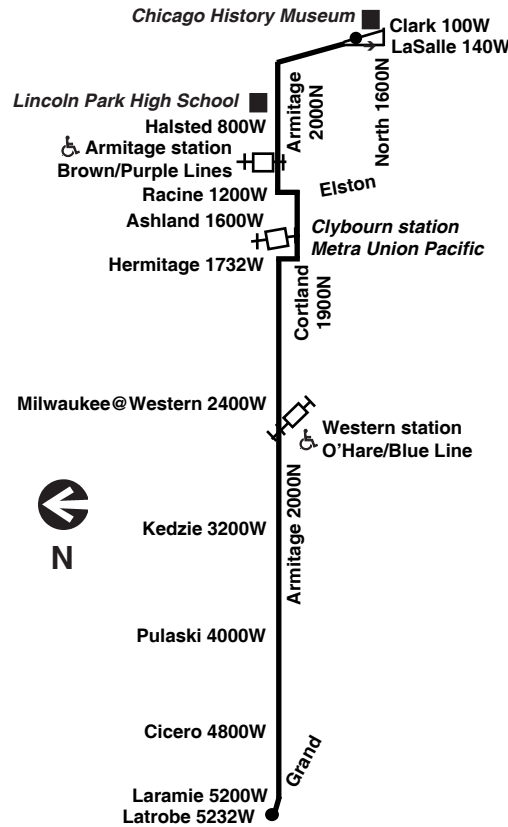 Chicago History Museum
Clark 100W
LaSalle 140W
Lincoln Park High School
Armitage
2000N
North 1600N
Halsted 800W
Armitage station
Brown/Purple Lines
Elston
Racine 1200W
Ashland 1600W
Clybourn station
Metra Union Pacific
Hermitage 1732W
Cortland
1900N
Milwaukee@Western 2400W
Western station
O'Hare/Blue Line
Armitage 2000N
N
Kedzie 3200W
Pulaski 4000W
Cicero 4800W
Grand
Laramie 5200W
Latrobe 5232W